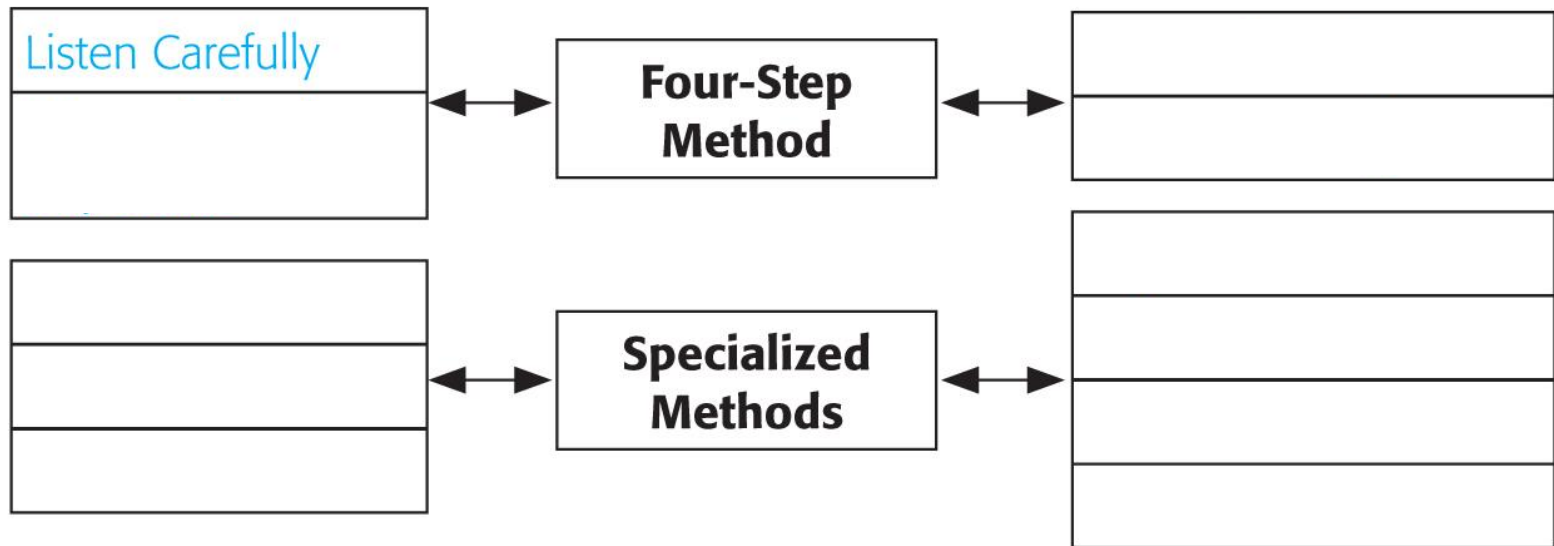 Listen Carefully
Four-Step
Method
Specialized
Methods